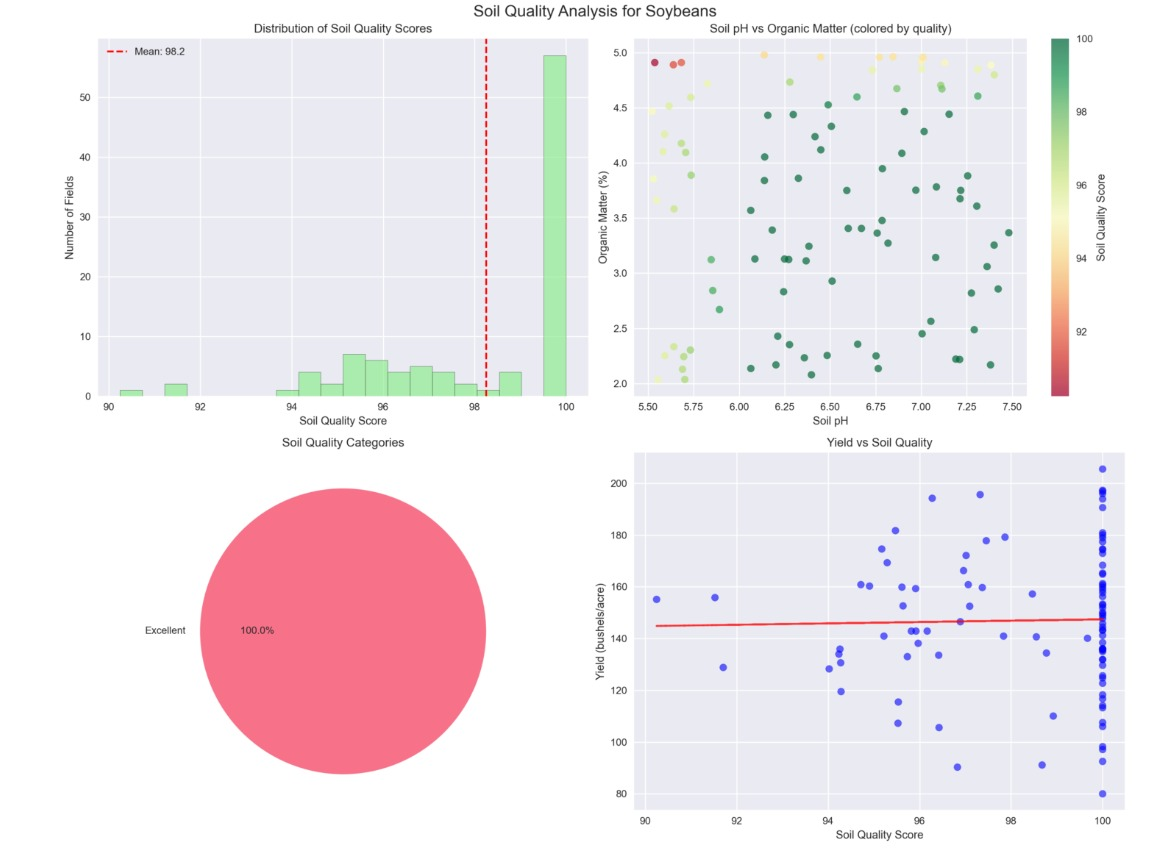 Soil Quality Analysis for Soybeans
Distribution of Soil Quality Scores
Mean: 98.2
Number of Fields
50
40
30
20
10
0
90 92 94 96 98 100
Soil Quality Score
Soil pH vs Organic Matter (colored by quality)
Organic Matter (%)
5.0
4.5
4.0
3.5
3.0
2.5
2.0
5.50 5.75 6.00 6.25 6.50 6.75 7.00 7.25 7.50
Soil pH
100
98
96
94
92
Soil Quality Score
Soil Quality Categories
Excellent
100.0%
Yield vs Soil Quality
Yield (bushels/acre)
200
180
160
140
120
100
80
90 92 94 96 98 100
Soil Quality Score